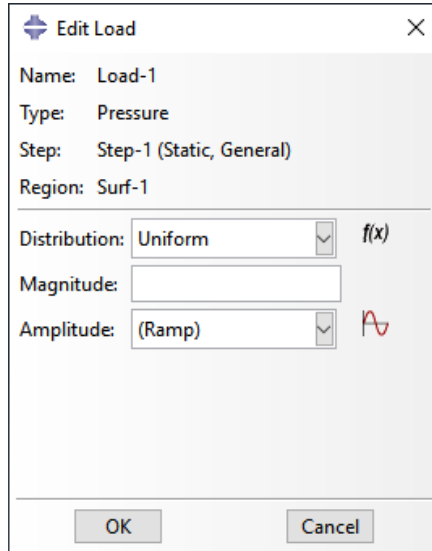 Edit Load
Name: Load-1
Type: Pressure
Step: Step-1 (Static, General)
Region: Surf-1
Distribution: Uniform f(x)
Magnitude:
Amplitude: (Ramp)
OK Cancel